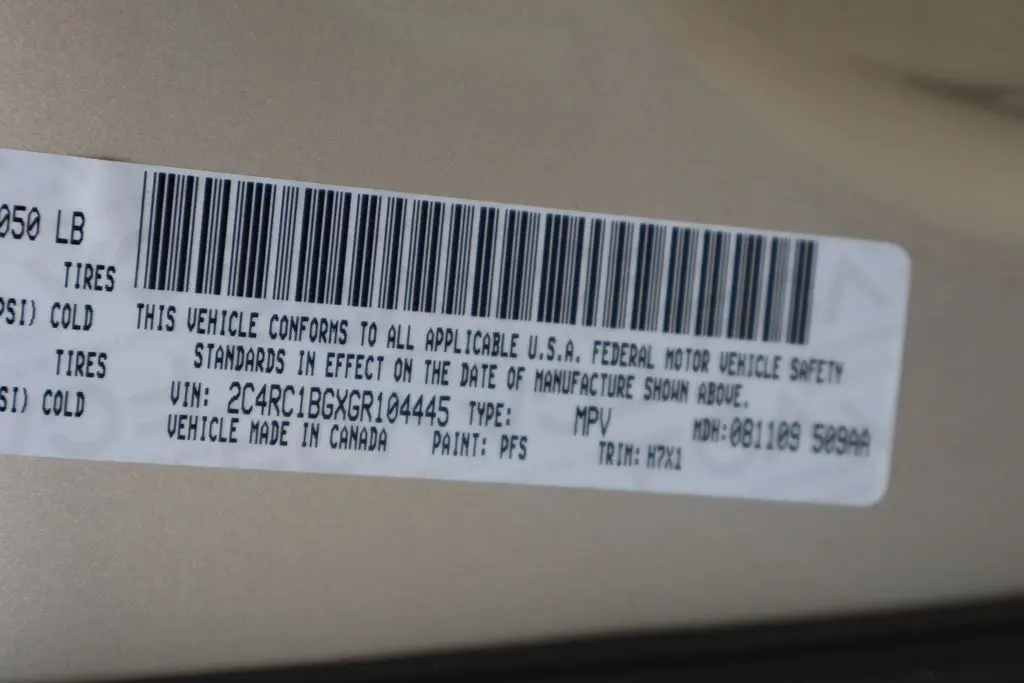 050 LB
TIRES
PSI) COLD
THIS VEHICLE CONFORMS TO ALL APPLICABLE U.S.A. FEDERAL MOTOR VEHICLE SAFETY
STANDARDS IN EFFECT ON THE DATE OF MANUFACTURE SHOWN ABOVE.
TIRES
SI) COLD
VIN: 2C4RC1BGXGR104445 TYPE: MPV MDH:081109 509AA
VEHICLE MADE IN CANADA PAINT: PFS TRIM: H7X1